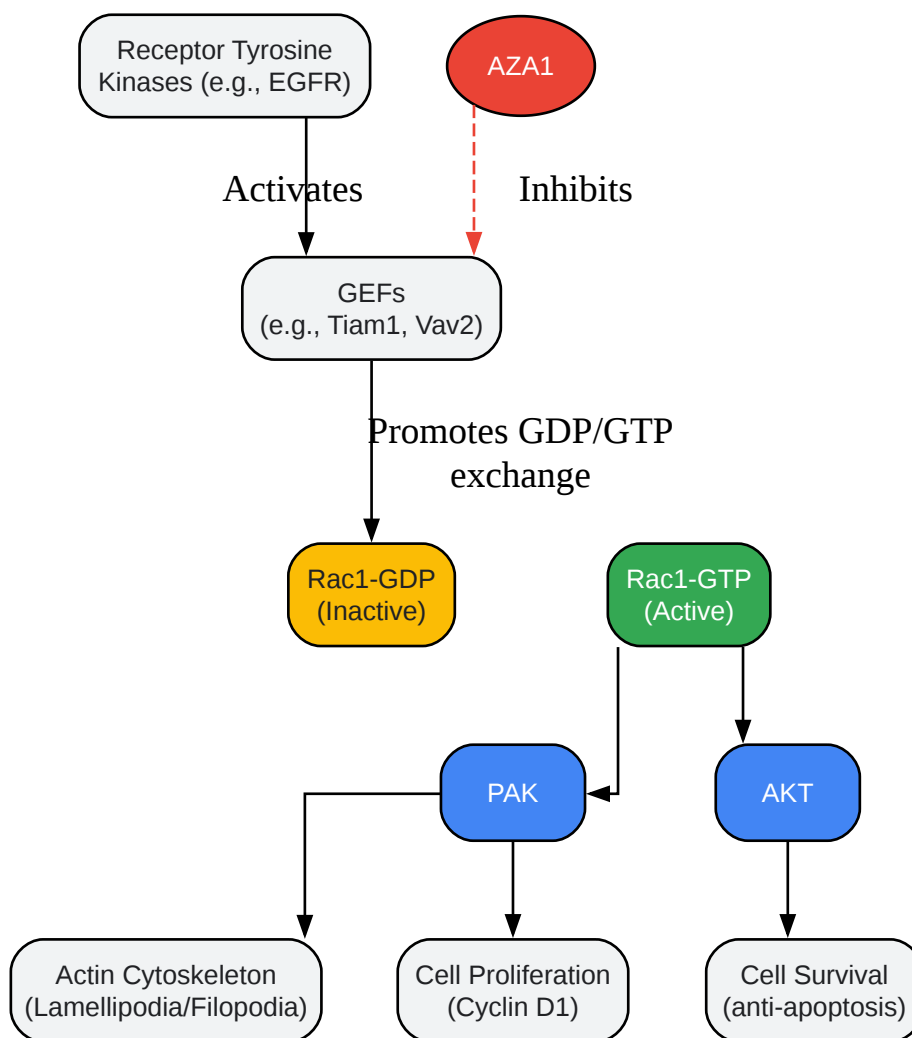 Receptor Tyrosine
Kinases (e.g., EGFR)
AZA1
Activates
Inhibits
GEFs
(e.g., Tiam1, Vav2)
Promotes GDP/GTP
exchange
Rac1-GDP
(Inactive)
Rac1-GTP
(Active)
PAK
AKT
Actin Cytoskeleton
(Lamellipodia/Filopodia)
Cell Proliferation
(Cyclin D1)
Cell Survival
(anti-apoptosis)